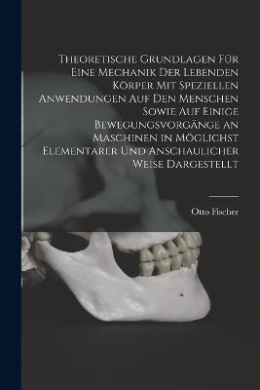 Theoretische Grundlagen Für
Eine Mechanik Der Lebenden
Körper Mit Speziellen
Anwendungen Auf Den Menschen
Sowie Auf Einige
Bewegungsvorgänge an
Maschinen in Möglichst
Elementarer Und Anschaulicher
Weise Dargestellt
Otto Fischer